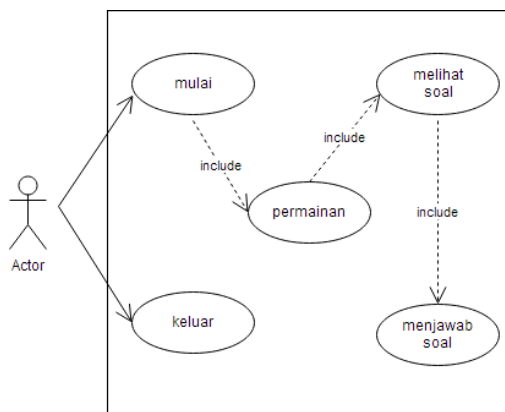 mulai
melihat
soal
include
include
permainan
include
Actor
keluar
menjawab
soal